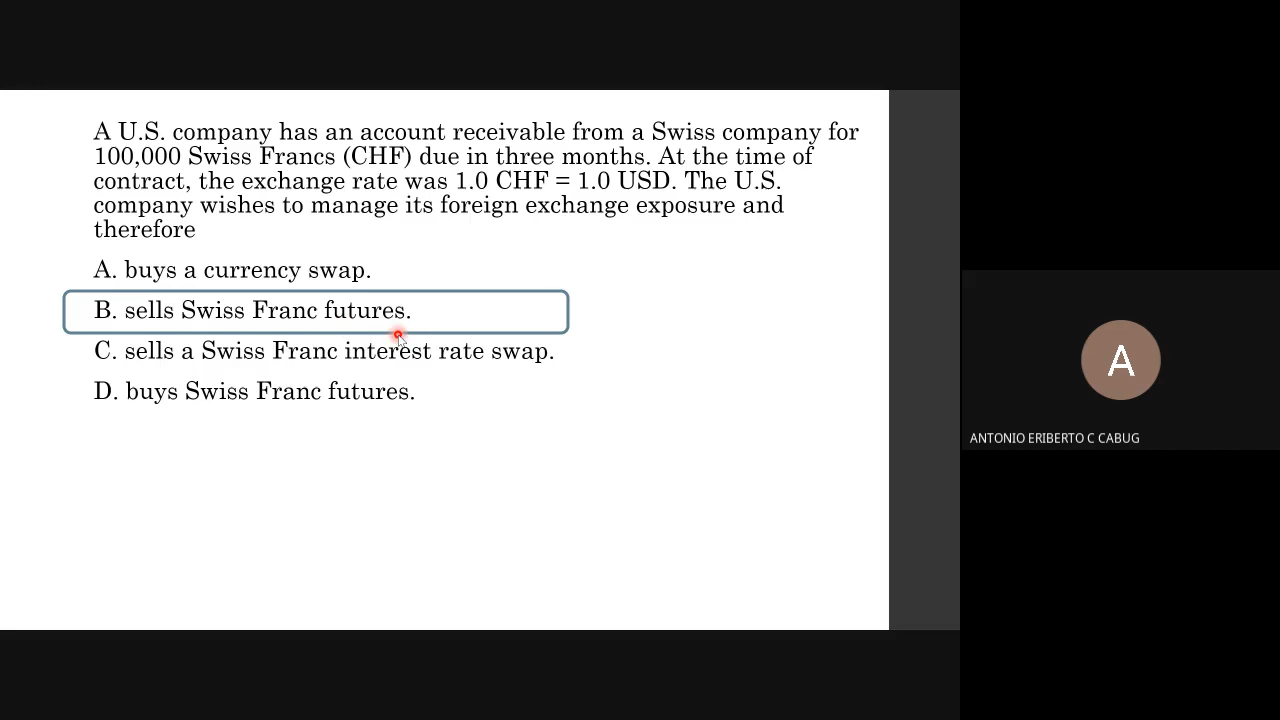 A U.S. company has an account receivable from a Swiss company for
100,000 Swiss Francs (CHF) due in three months. At the time of
contract, the exchange rate was 1.0 CHF = 1.0 USD. The U.S.
company wishes to manage its foreign exchange exposure and
therefore
A. buys a currency swap.
B. sells Swiss Franc futures.
C. sells a Swiss Franc interest rate swap.
D. buys Swiss Franc futures.
A
ANTONIO ERIBERTO C CABUG